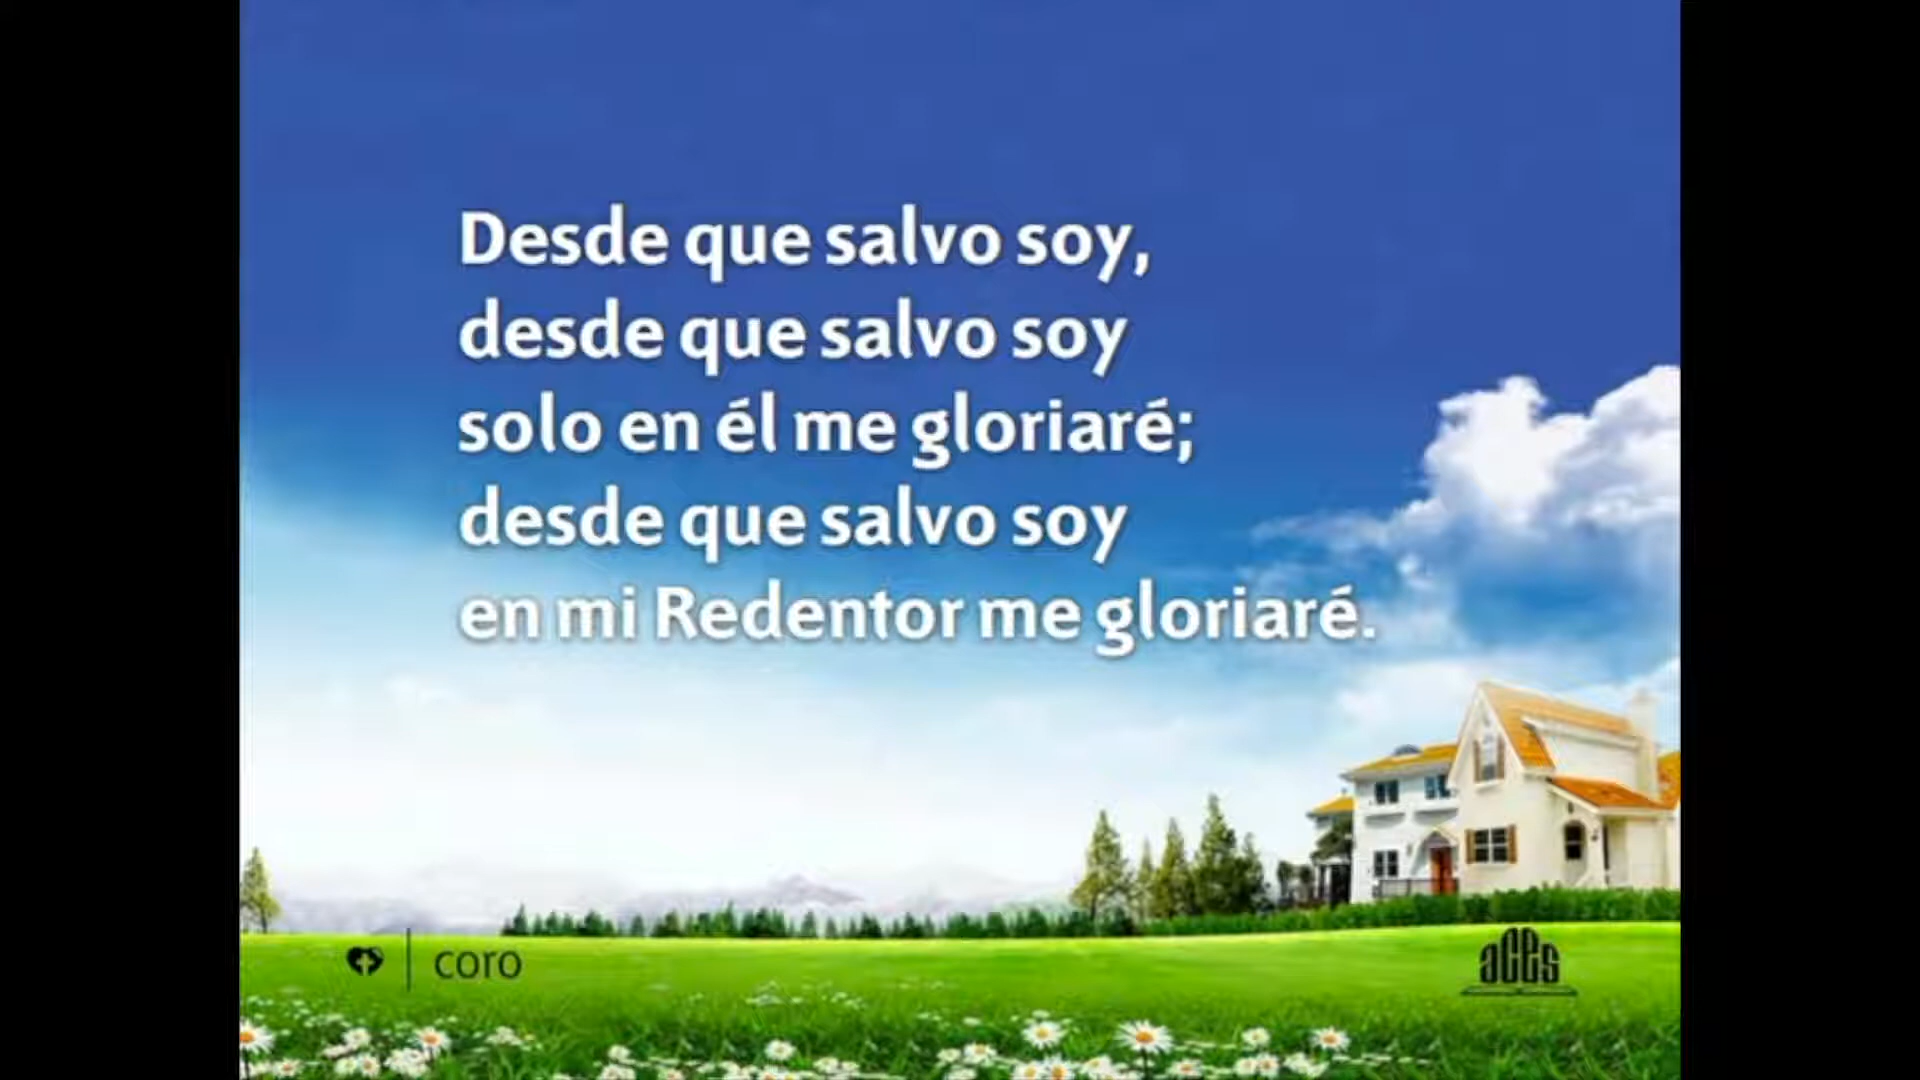 Desde que salvo soy,
desde que salvo soy
solo en él me gloriaré;
desde que salvo soy
en mi Redentor me gloriaré.
coro
aces